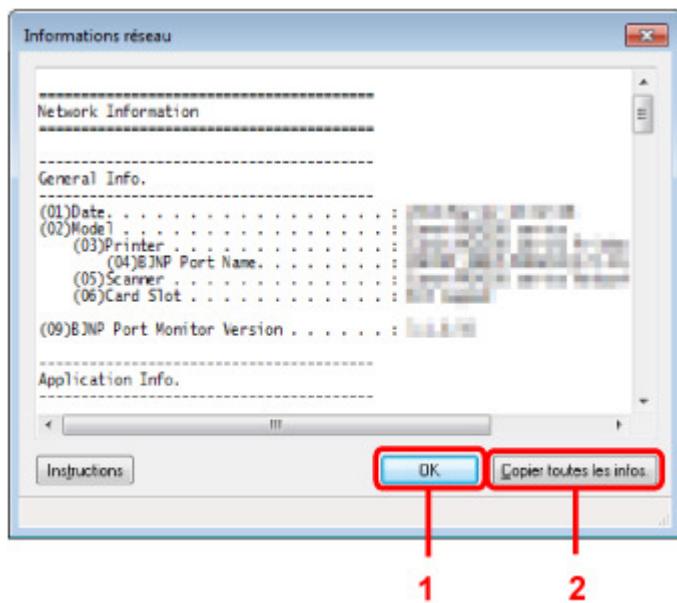 Informations réseau
=========================================
Network Information
=========================================
-----------------------------------------
General Info.
-----------------------------------------
(01)Date. . . . . . . . . . . . . . . . . :
(02)Model . . . . . . . . . . . . . . . . :
(03)Printer . . . . . . . . . . . . . :
(04)BJNP Port Name. . . . . . . . :
(05)Scanner . . . . . . . . . . . . . :
(06)Card Slot . . . . . . . . . . . . :
(09)BJNP Port Monitor Version . . . . . . :
-----------------------------------------
Application Info.
-----------------------------------------
Instructions
OK
Copier toutes les infos.
1
2